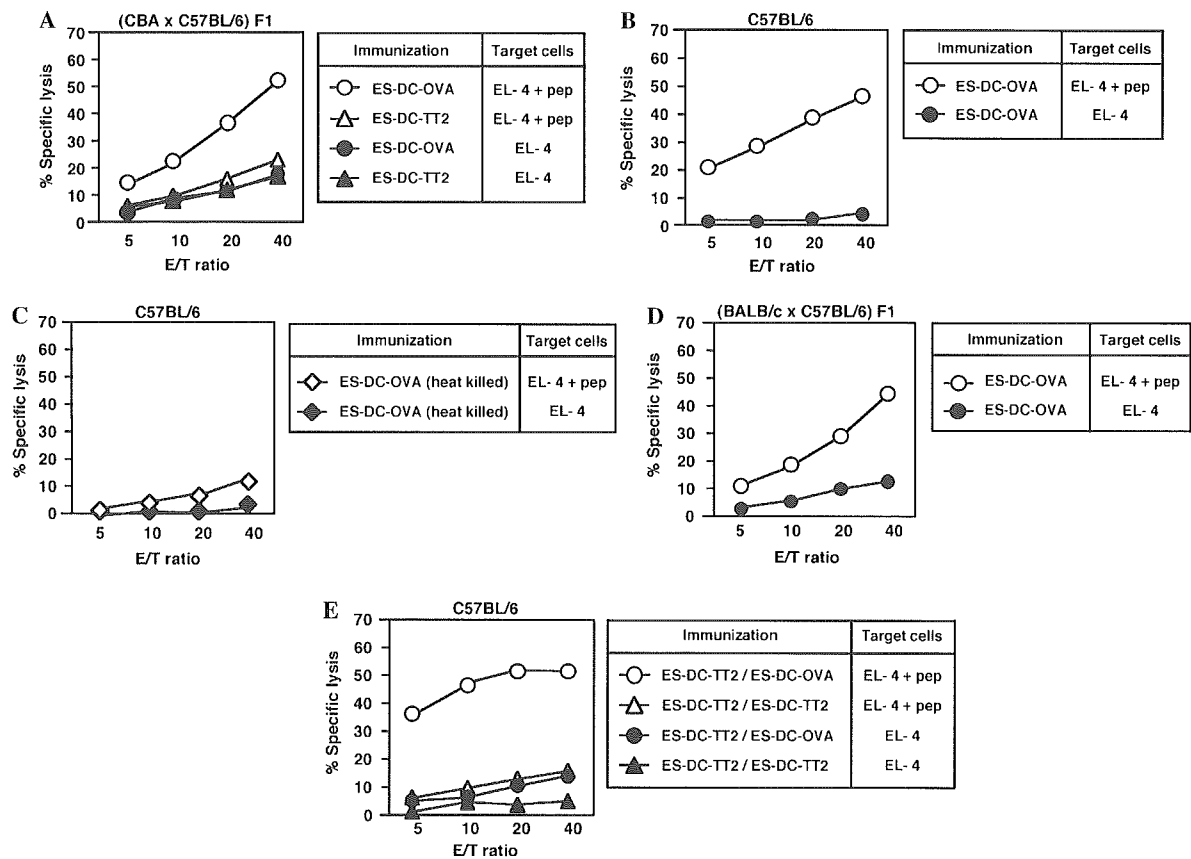 A
(CBA x C57BL/6) F1
% Specific lysis
70
60
50
40
30
20
10
0
5 10 20 40
E/T ratio
Immunization Target cells
ES-DC-OVA EL- 4 + pep
ES-DC-TT2 EL- 4 + pep
ES-DC-OVA EL- 4
ES-DC-TT2 EL- 4
B
C57BL/6
% Specific lysis
70
60
50
40
30
20
10
0
5 10 20 40
E/T ratio
Immunization Target cells
ES-DC-OVA EL- 4 + pep
ES-DC-OVA EL- 4
C
C57BL/6
% Specific lysis
70
60
50
40
30
20
10
0
5 10 20 40
E/T ratio
Immunization Target cells
ES-DC-OVA (heat killed) EL- 4 + pep
ES-DC-OVA (heat killed) EL- 4
D
(BALB/c x C57BL/6) F1
% Specific lysis
70
60
50
40
30
20
10
0
5 10 20 40
E/T ratio
Immunization Target cells
ES-DC-OVA EL- 4 + pep
ES-DC-OVA EL- 4
E
C57BL/6
% Specific lysis
70
60
50
40
30
20
10
0
5 10 20 40
E/T ratio
Immunization Target cells
ES-DC-TT2 / ES-DC-OVA EL- 4 + pep
ES-DC-TT2 / ES-DC-TT2 EL- 4 + pep
ES-DC-TT2 / ES-DC-OVA EL- 4
ES-DC-TT2 / ES-DC-TT2 EL- 4